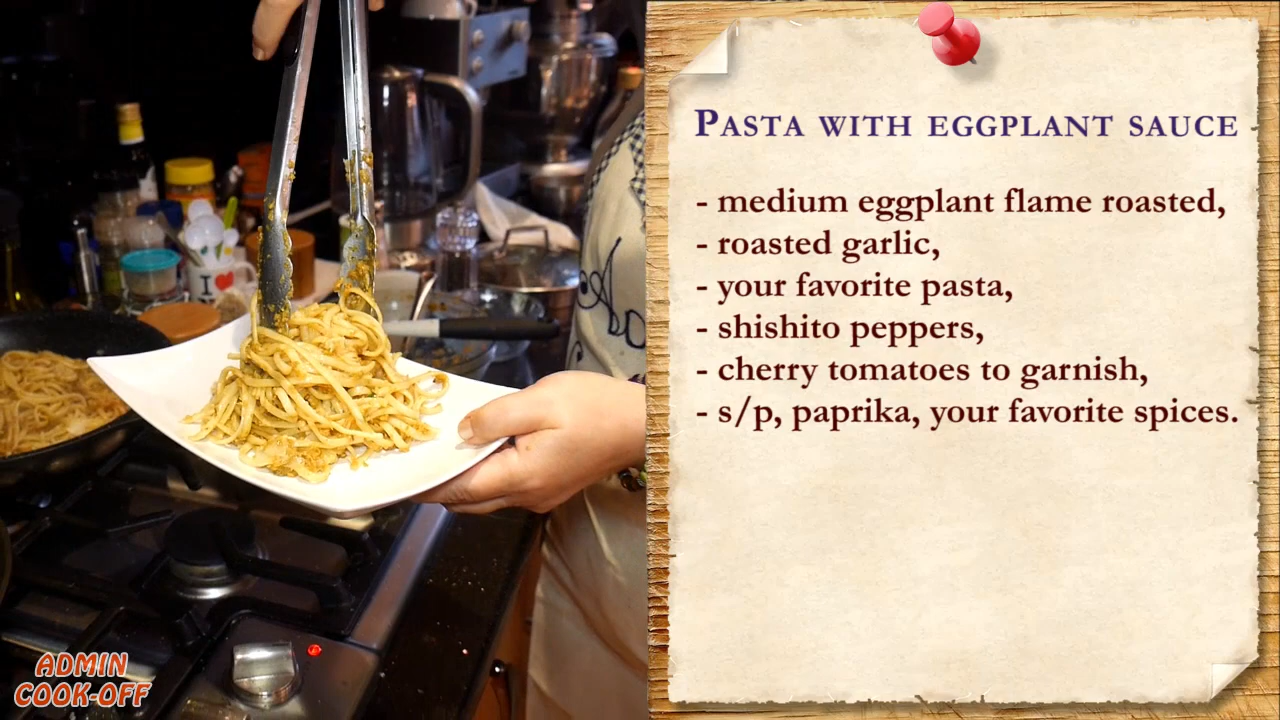 I
Pasta with eggplant sauce
- medium eggplant flame roasted,
- roasted garlic,
- your favorite pasta,
- shishito peppers,
- cherry tomatoes to garnish,
- s/p, paprika, your favorite spices.
ADMIN
COOK-OFF